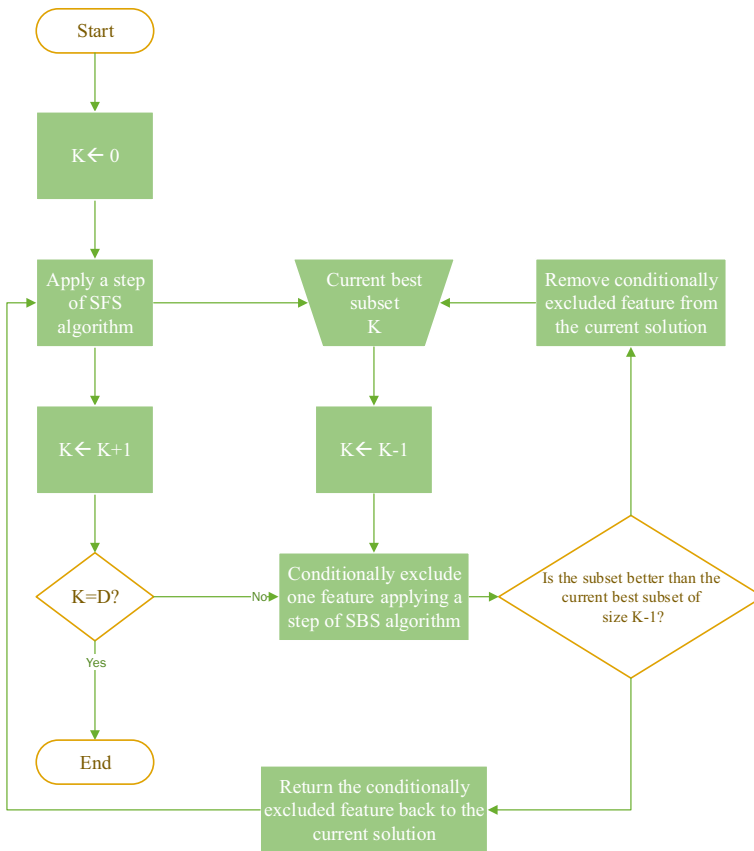 Start
K← 0
Apply a step
of SFS
algorithm
Current best
subset
K
Remove conditionally
excluded feature from
the current solution
K← K+1
K← K-1
K=D?
No
Conditionally exclude
one feature applying a
step of SBS algorithm
Is the subset better than the
current best subset of
size K-1?
Yes
End
Return the conditionally
excluded feature back to the
current solution